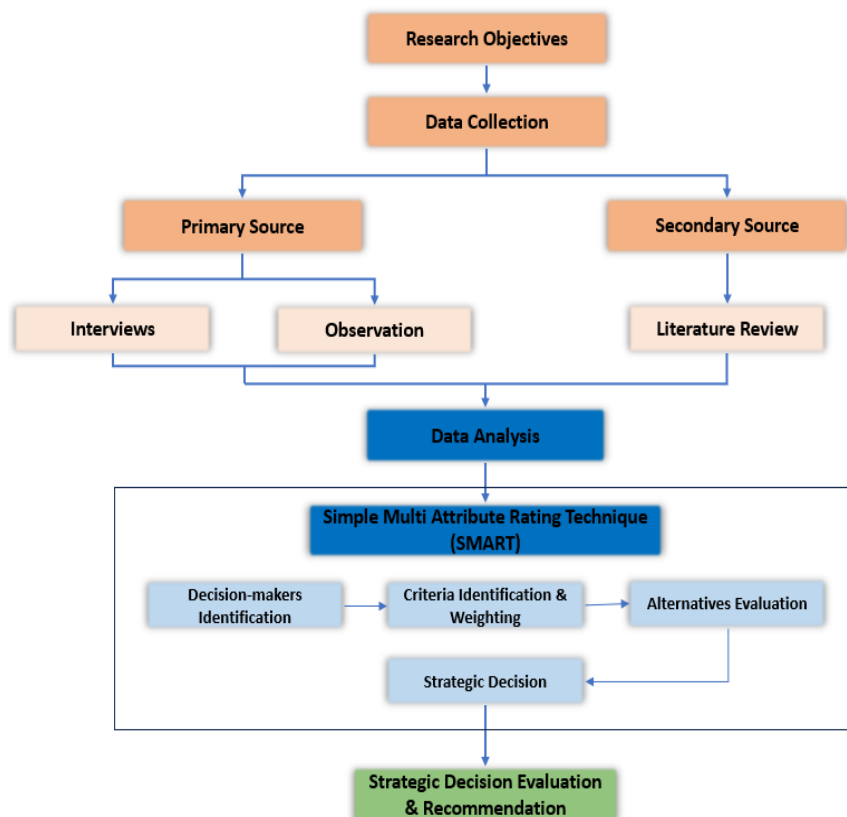 Research Objectives
Data Collection
Primary Source
Secondary Source
Interviews
Observation
Literature Review
Data Analysis
Simple Multi Attribute Rating Technique
(SMART)
Decision-makers
Identification
Criteria Identification &
Weighting
Alternatives Evaluation
Strategic Decision
Strategic Decision Evaluation
& Recommendation